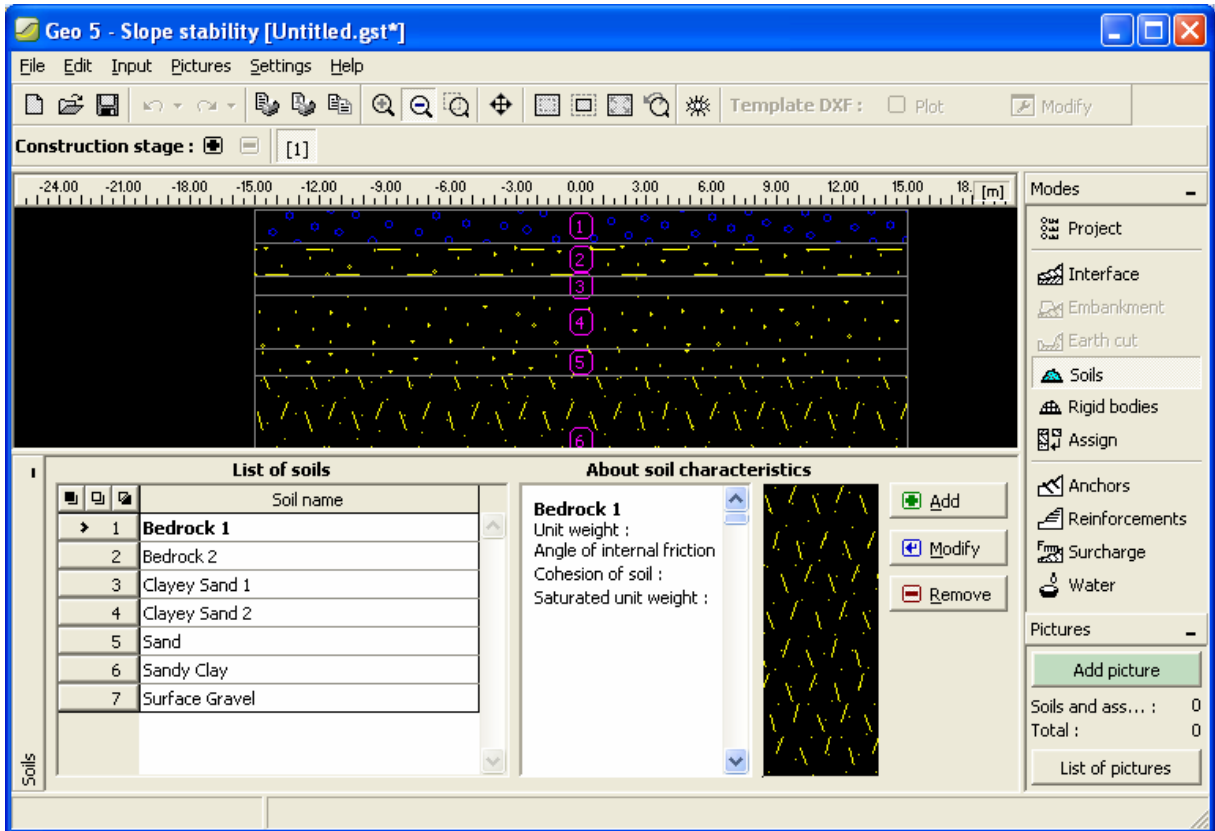 Geo 5 - Slope stability [Untitled.gst*]
File Edit Input Pictures Settings Help
Template DXF : Plot Modify
Construction stage : [1]
-24.00 -21.00 -18.00 -15.00 -12.00 -9.00 -6.00 -3.00 0.00 3.00 6.00 9.00 12.00 15.00 18. [m]
1
2
3
4
5
6
Modes
Project
Interface
Embankment
Earth cut
Soils
Rigid bodies
Assign
Anchors
Reinforcements
Surcharge
Water
Pictures
Add picture
Soils and ass... : 0
Total : 0
List of pictures
Soils
List of soils
Soil name
1 Bedrock 1
2 Bedrock 2
3 Clayey Sand 1
4 Clayey Sand 2
5 Sand
6 Sandy Clay
7 Surface Gravel
About soil characteristics
Bedrock 1
Unit weight :
Angle of internal friction
Cohesion of soil :
Saturated unit weight :
Add
Modify
Remove